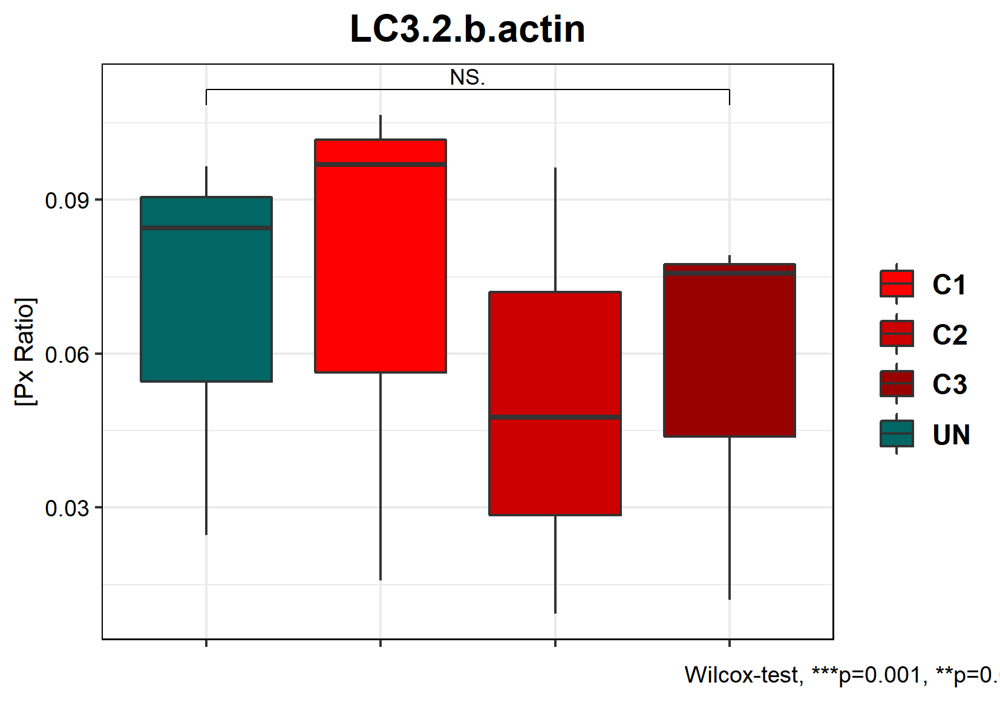 LC3.2.b.actin
NS.
0.09
0.06
0.03
[Px Ratio]
C1
C2
C3
UN
Wilcox-test, ***p=0.001, **p=0.